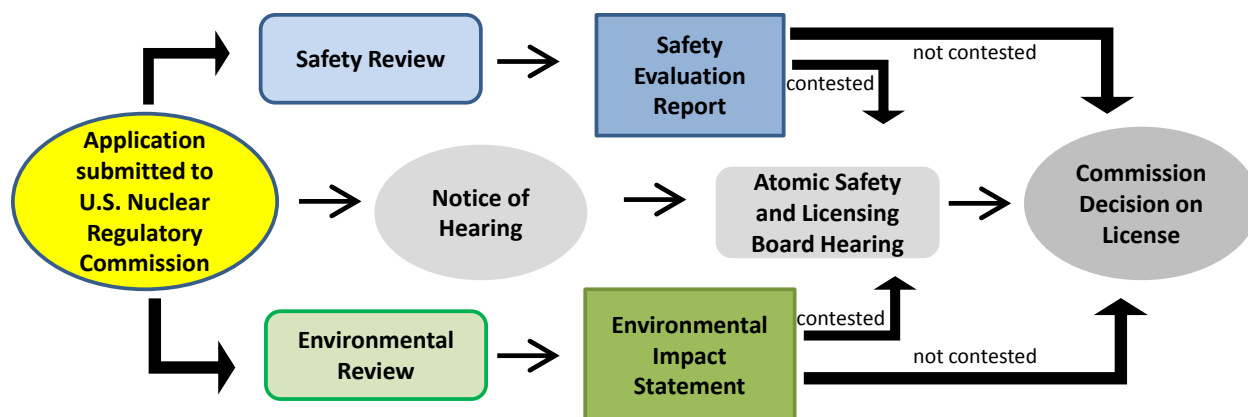 Safety Review
Safety
Evaluation
Report
not contested
contested
Application
submitted to
U.S. Nuclear
Regulatory
Commission
Notice of
Hearing
Atomic Safety
and Licensing
Board Hearing
Commission
Decision on
License
Environmental
Review
Environmental
Impact
Statement
contested
not contested